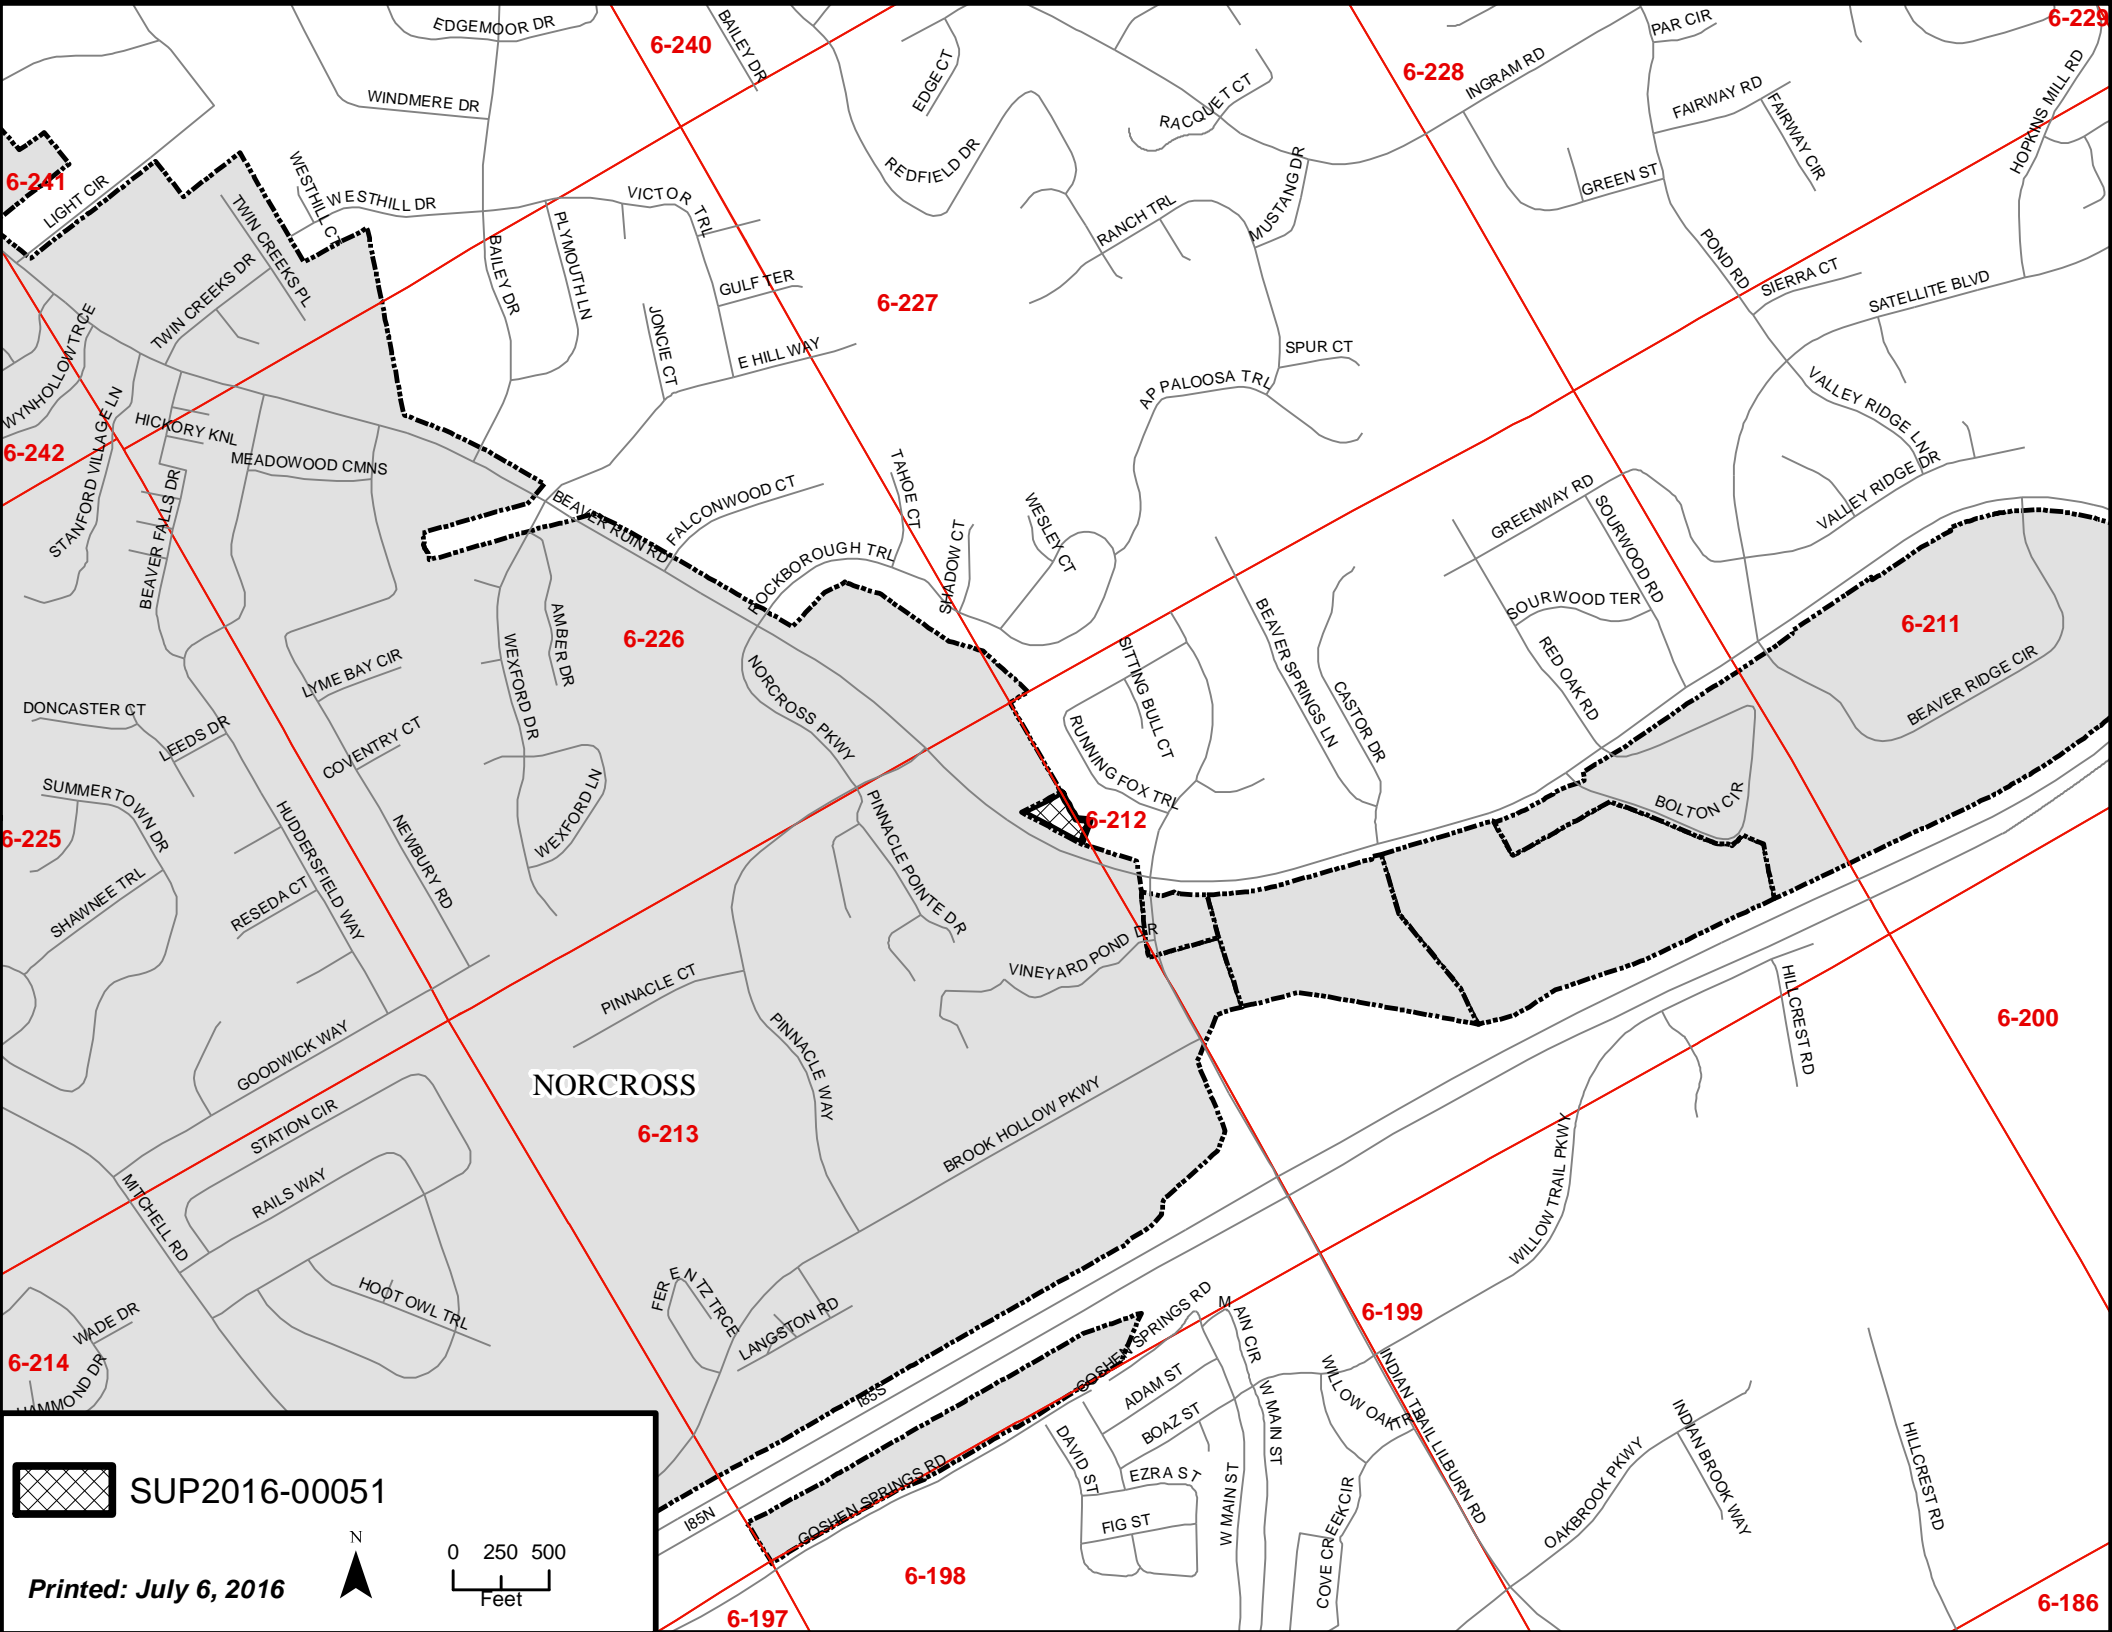 EDGEMOOR DR
6-240
BAILEY DR
6-228
PAR CIR
6-229
WINDMERE DR
EDGE CT
RACQUET CT
INGRAM RD
FAIRWAY RD
FAIRWAY CIR
HOPKINS MILL RD
6-241
LIGHT CIR
WESTHILL CT
WESTHILL DR
VICTOR TRL
REDFIELD DR
MUSTANG DR
GREEN ST
TWIN CREEKS PL
TWIN CREEKS DR
BAILEY DR
PLYMOUTH LN
GULF TER
RANCH TRL
POND RD
SIERRA CT
SATELLITE BLVD
6-227
WYNHOLLOW TRCE
JONCIE CT
E HILL WAY
SPUR CT
APPALOOSA TRL
VALLEY RIDGE LN
STANFORD VILLAGE LN
HICKORY KNL
6-242
MEADOWOOD CMNS
BEAVER FALLS DR
BEAVER RUIN RD
FALCONWOOD CT
TAHOE CT
WESLEY CT
SHADOW CT
ROCKBOROUGH TRL
GREENWAY RD
SOURWOOD RD
VALLEY RIDGE DR
SOURWOOD TER
RED OAK RD
6-211
BEAVER RIDGE CIR
AMBER DR
WEXFORD DR
6-226
LYME BAY CIR
NORCROSS PKWY
SITTING BULL CT
BEAVER SPRINGS LN
CASTOR DR
DONCASTER CT
LEEDS DR
COVENTRY CT
RUNNING FOX TRL
WEXFORD LN
SUMMERTOWN DR
6-225
HUDDERSFIELD WAY
NEWBURY RD
PINNACLE POINTE DR
6-212
BOLTON CIR
SHAWNEE TRL
RESEDA CT
VINEYARD POND DR
PINNACLE CT
PINNACLE WAY
HILLCREST RD
6-200
GOODWICK WAY
NORCROSS
STATION CIR
6-213
BROOK HOLLOW PKWY
WILLOW TRAIL PKWY
MITCHELL RD
RAILS WAY
HOOT OWL TRL
FERENTZ TRCE
LANGSTON RD
WADE DR
6-214
HAMMOND DR
I85S
GOSHEN SPRINGS RD
MAIN CIR
6-199
ADAM ST
BOAZ ST
W MAIN ST
WILLOW OAK TRL
INDIAN TRAIL LILBURN RD
DAVID ST
EZRA ST
FIG ST
W MAIN ST
COVE CREEK CIR
OAKBROOK PKWY
INDIAN BROOK WAY
HILLCREST RD
I85N
GOSHEN SPRINGS RD
6-198
6-197
6-186
SUP2016-00051
N
0 250 500
Feet
Printed: July 6, 2016